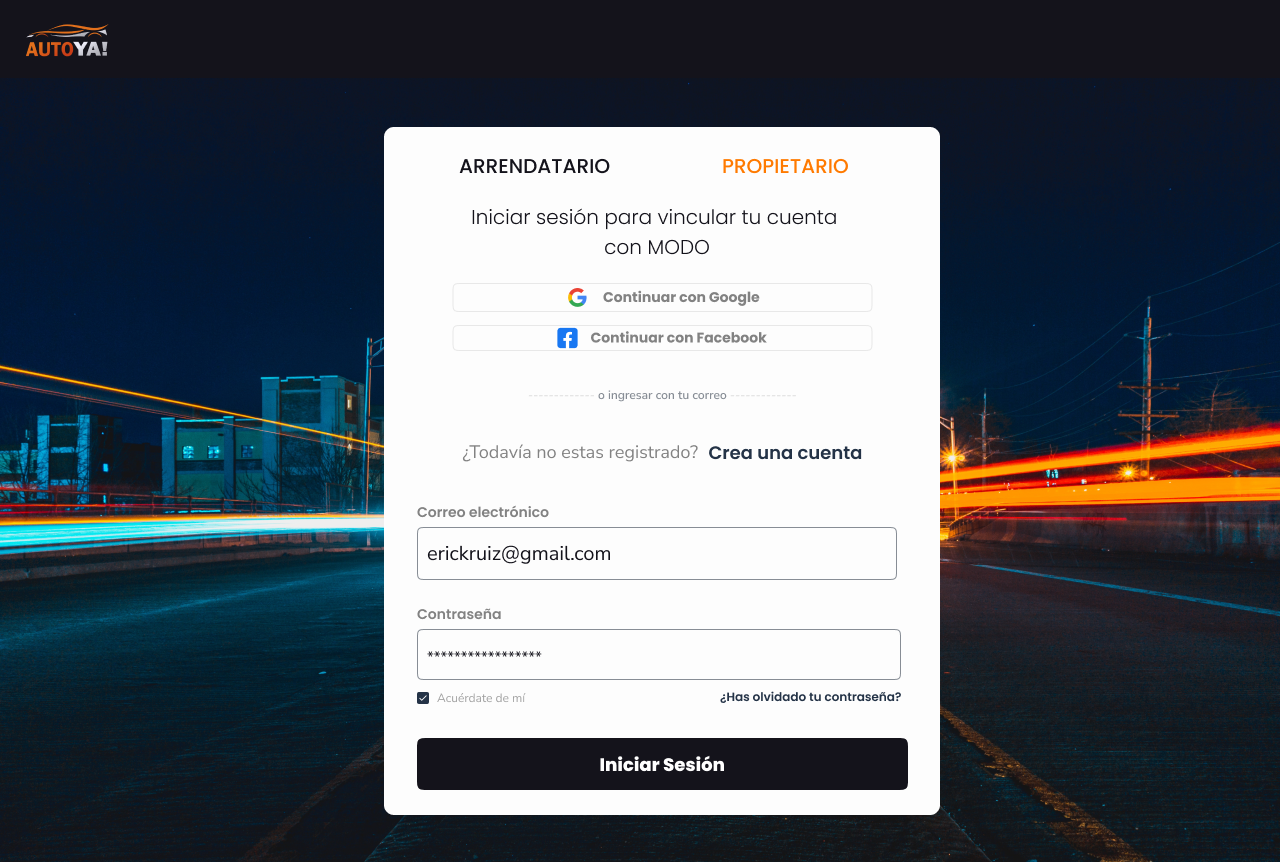 AUTOYA!
ARRENDATARIO PROPIETARIO
Iniciar sesión para vincular tu cuenta
con MODO
Continuar con Google
Continuar con Facebook
------------- o ingresar con tu correo -------------
¿Todavía no estas registrado? Crea una cuenta
Correo electrónico
erickruiz@gmail.com
Contraseña
*****************
Acuérdate de mí ¿Has olvidado tu contraseña?
Iniciar Sesión